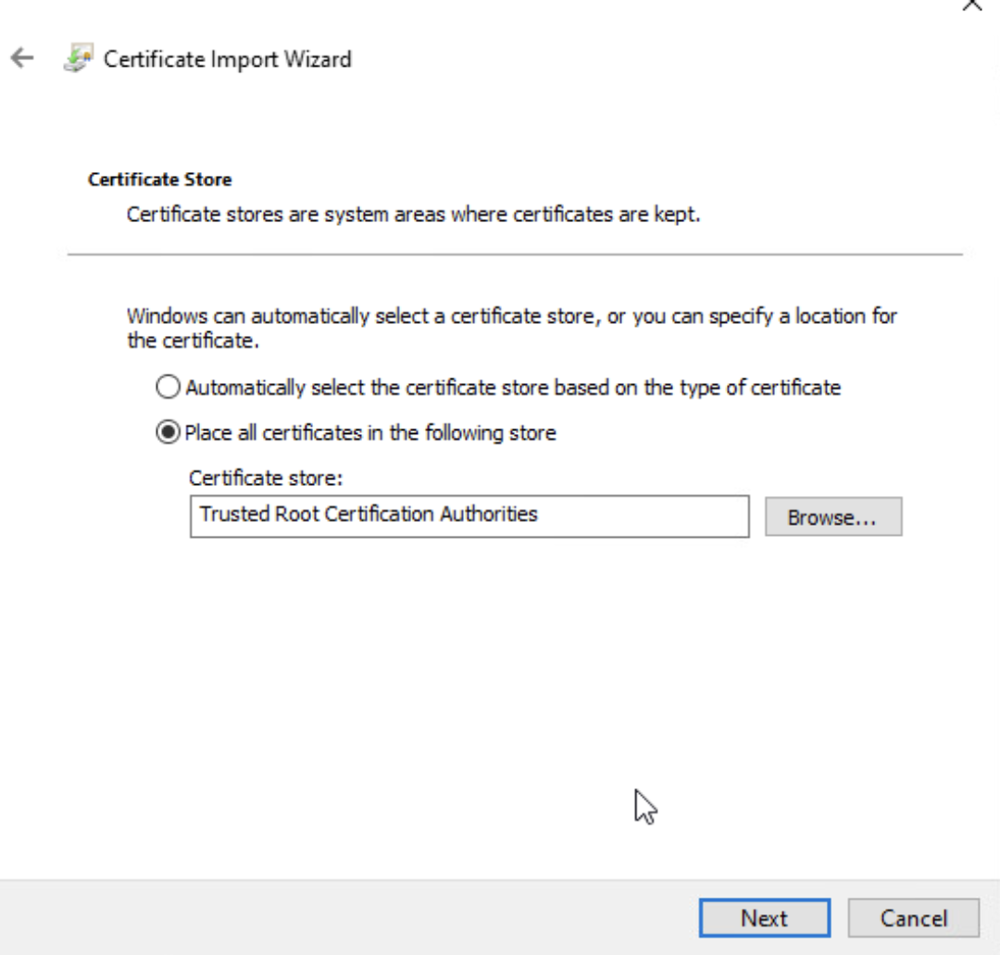 Certificate Import Wizard
Certificate Store
Certificate stores are system areas where certificates are kept.
Windows can automatically select a certificate store, or you can specify a location for
the certificate.
Automatically select the certificate store based on the type of certificate
Place all certificates in the following store
Certificate store:
Trusted Root Certification Authorities
Browse...
Next
Cancel